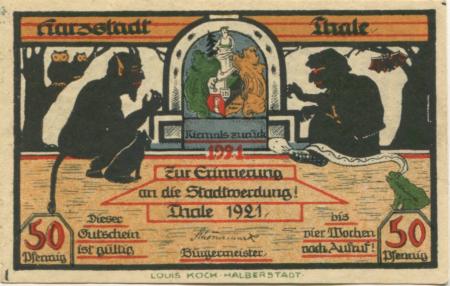 Harzstadt Thale
Niemals zurück
1921
Zur Erinnerung
an die Stadtwerdung!
Thale 1921.
Dieser
Gutschein
ist gültig
bis
vier Wochen
nach Aufruf!
50
Pfennig
Bürgermeister.
50
Pfennig
LOUIS KOCH · HALBERSTADT·